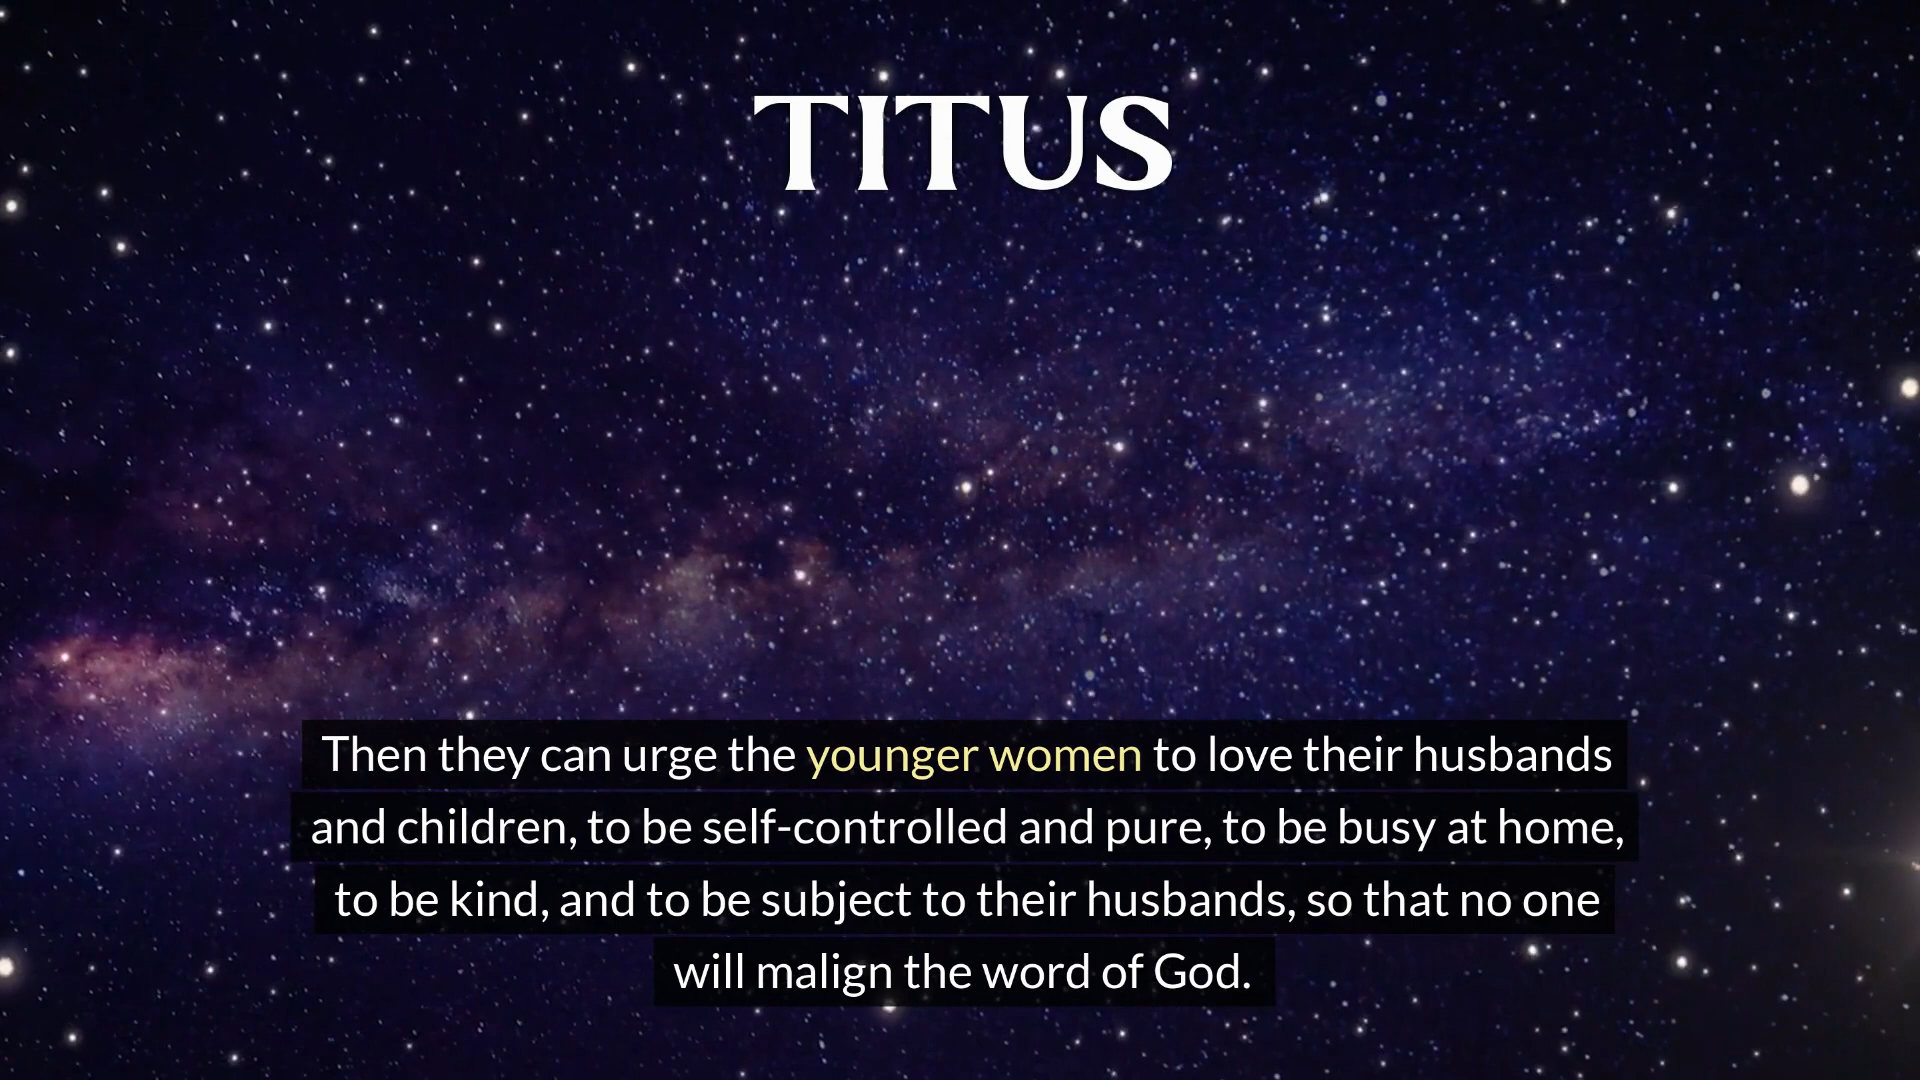 TITUS
Then they can urge the younger women to love their husbands
and children, to be self-controlled and pure, to be busy at home,
to be kind, and to be subject to their husbands, so that no one
will malign the word of God.